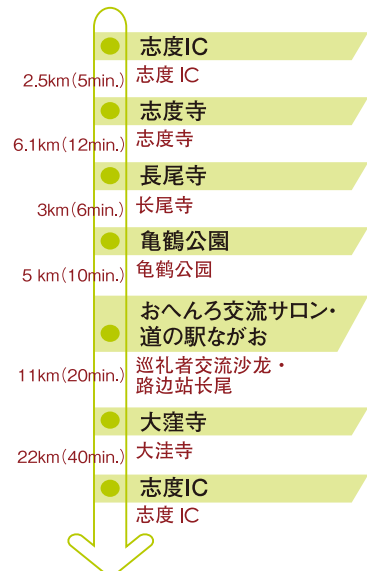 志度IC
志度 IC
2.5km(5min.)
志度寺
志度寺
6.1km(12min.)
長尾寺
长尾寺
3km(6min.)
亀鶴公園
龟鹤公园
5 km(10min.)
おへんろ交流サロン・
道の駅ながお
巡礼者交流沙龙・
路边站长尾
11km(20min.)
大窪寺
大洼寺
22km(40min.)
志度IC
志度 IC